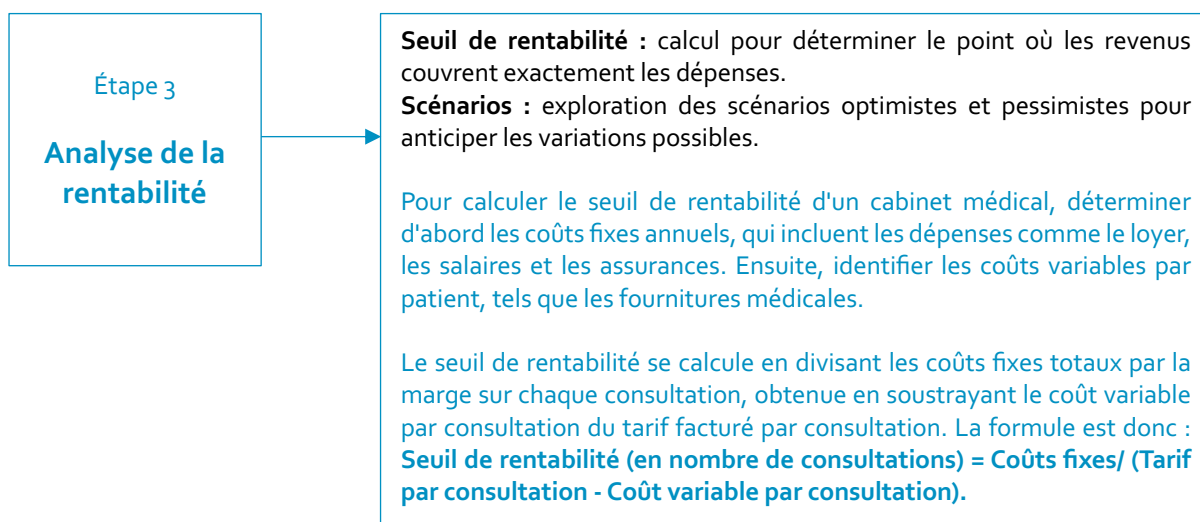 Étape 3
Analyse de la
rentabilité
Seuil de rentabilité : calcul pour déterminer le point où les revenus
couvrent exactement les dépenses.
Scénarios : exploration des scénarios optimistes et pessimistes pour
anticiper les variations possibles.
Pour calculer le seuil de rentabilité d'un cabinet médical, déterminer
d'abord les coûts fixes annuels, qui incluent les dépenses comme le loyer,
les salaires et les assurances. Ensuite, identifier les coûts variables par
patient, tels que les fournitures médicales.
Le seuil de rentabilité se calcule en divisant les coûts fixes totaux par la
marge sur chaque consultation, obtenue en soustrayant le coût variable
par consultation du tarif facturé par consultation. La formule est donc :
Seuil de rentabilité (en nombre de consultations) = Coûts fixes/ (Tarif
par consultation - Coût variable par consultation).